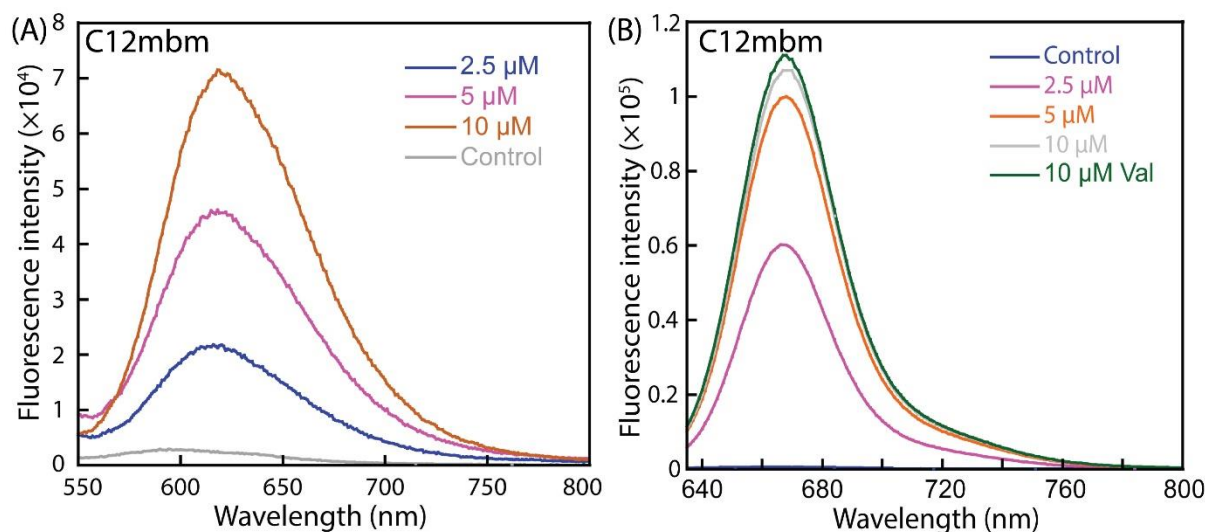 (A)
C12mbm
Fluorescence intensity (×10⁴)
8
7
6
5
4
3
2
1
0
2.5 µM
5 µM
10 µM
Control
550
600
650
700
750
800
Wavelength (nm)
(B)
C12mbm
Fluorescence intensity (×10⁵)
1.2
1.0
0.8
0.6
0.4
0.2
0
Control
2.5 µM
5 µM
10 µM
10 µM Val
640
680
720
760
800
Wavelength (nm)